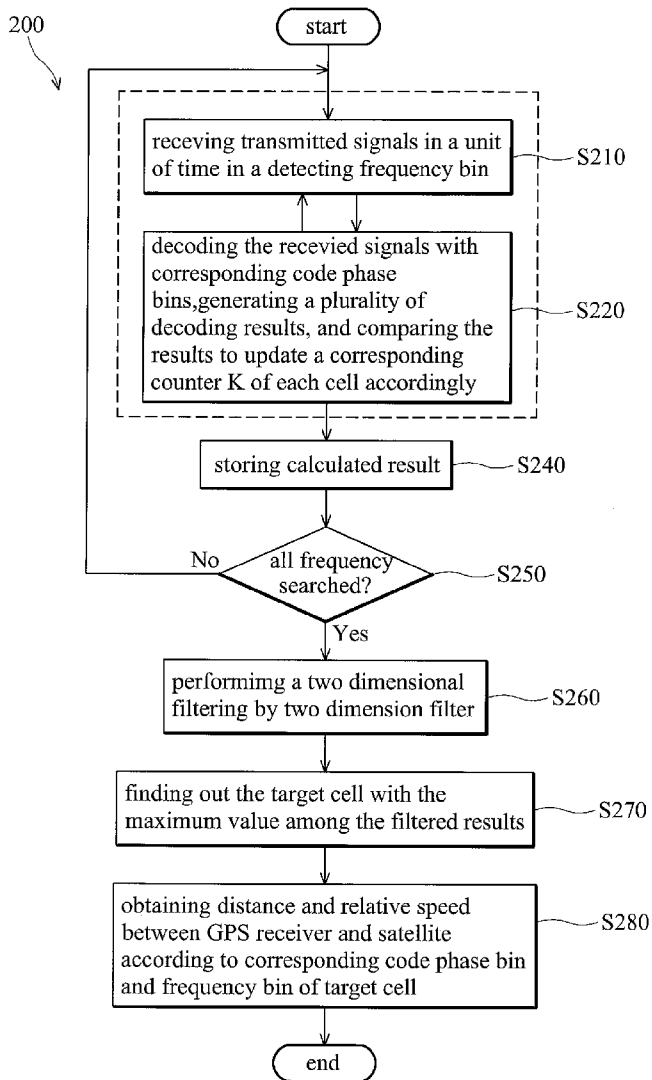 200
start
receving transmitted signals in a unit
of time in a detecting frequency bin
S210
decoding the recevied signals with
corresponding code phase
bins,generating a plurality of
decoding results, and comparing the
results to update a corresponding
counter K of each cell accordingly
S220
storing calculated result
S240
No
all frequency
searched?
S250
Yes
performimg a two dimensional
filtering by two dimension filter
S260
finding out the target cell with the
maximum value among the filtered results
S270
obtaining distance and relative speed
between GPS receiver and satellite
according to corresponding code phase bin
and frequency bin of target cell
S280
end